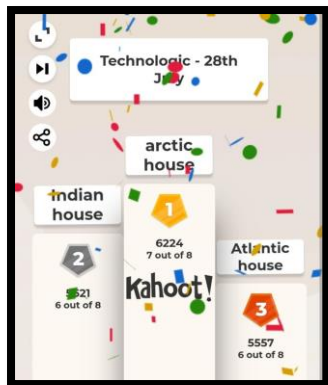 Technologic - 28th
July
arctic
house
1
6224
7 out of 8
Indian
house
2
6 out of 8
Kahoot!
Atlantic
house
3
5557
6 out of 8